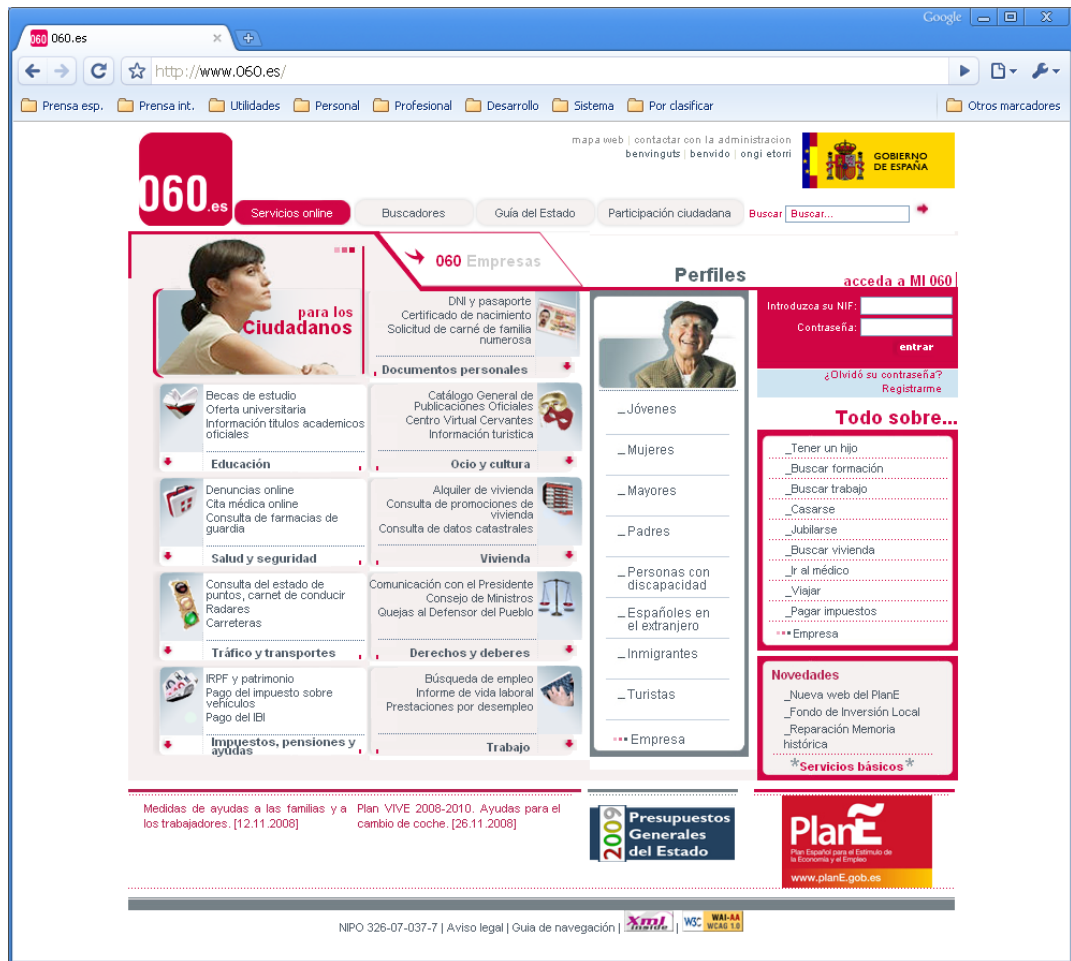 Google
060 060.es
http://www.060.es/
Prensa esp. Prensa int. Utilidades Personal Profesional Desarrollo Sistema Por clasificar Otros marcadores
mapa web | contactar con la administracion
benvinguts | benvido | ongi etorri
GOBIERNO
DE ESPAÑA
060.es
Servicios online Buscadores Guía del Estado Participación ciudadana Buscar Buscar...
060 Empresas
para los
Ciudadanos
DNI y pasaporte
Certificado de nacimiento
Solicitud de carné de familia
numerosa
Documentos personales
Becas de estudio
Oferta universitaria
Información titulos academicos
oficiales
Educación
Catálogo General de
Publicaciones Oficiales
Centro Virtual Cervantes
Información turistica
Ocio y cultura
Denuncias online
Cita médica online
Consulta de farmacias de
guardia
Salud y seguridad
Alquiler de vivienda
Consulta de promociones de
vivienda
Consulta de datos catastrales
Vivienda
Consulta del estado de
puntos, carnet de conducir
Radares
Carreteras
Tráfico y transportes
Comunicación con el Presidente
Consejo de Ministros
Quejas al Defensor del Pueblo
Derechos y deberes
IRPF y patrimonio
Pago del impuesto sobre
vehículos
Pago del IBI
Impuestos, pensiones y
ayudas
Búsqueda de empleo
Informe de vida laboral
Prestaciones por desempleo
Trabajo
Perfiles
_Jóvenes
_Mujeres
_Mayores
_Padres
_Personas con
discapacidad
_Españoles en
el extranjero
_Inmigrantes
_Turistas
Empresa
acceda a MI 060
Introduzca su NIF:
Contraseña:
entrar
¿Olvidó su contraseña?
Registrarme
Todo sobre...
_Tener un hijo
_Buscar formación
_Buscar trabajo
_Casarse
_Jubilarse
_Buscar vivienda
_Ir al médico
_Viajar
_Pagar impuestos
Empresa
Novedades
_Nueva web del PlanE
_Fondo de Inversión Local
_Reparación Memoria
histórica
*Servicios básicos*
Medidas de ayudas a las familias y a
los trabajadores. [12.11.2008]
Plan VIVE 2008-2010. Ayudas para el
cambio de coche. [26.11.2008]
2009
Presupuestos
Generales
del Estado
PlanE
Plan Español para el Estímulo de
la Economía y el Empleo
www.planE.gob.es
NIPO 326-07-037-7 | Aviso legal | Guia de navegación | Xml inside | W3C WAI-AA WCAG 1.0